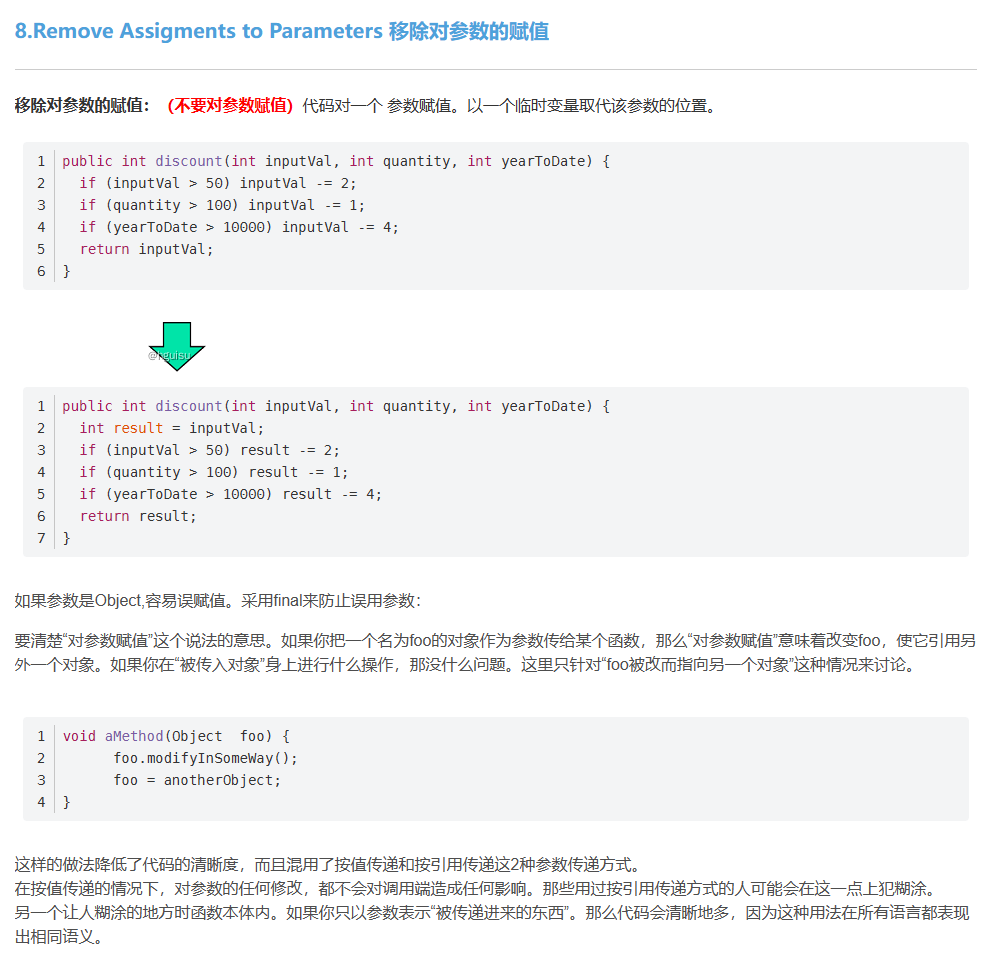 8.Remove Assigments to Parameters 移除对参数的赋值
移除对参数的赋值：（不要对参数赋值）代码对一个 参数赋值。以一个临时变量取代该参数的位置。
1 public int discount(int inputVal, int quantity, int yearToDate) {
2   if (inputVal > 50) inputVal -= 2;
3   if (quantity > 100) inputVal -= 1;
4   if (yearToDate > 10000) inputVal -= 4;
5   return inputVal;
6 }
@hguisu
1 public int discount(int inputVal, int quantity, int yearToDate) {
2   int result = inputVal;
3   if (inputVal > 50) result -= 2;
4   if (quantity > 100) result -= 1;
5   if (yearToDate > 10000) result -= 4;
6   return result;
7 }
如果参数是Object,容易误赋值。采用final来防止误用参数：
要清楚“对参数赋值”这个说法的意思。如果你把一个名为foo的对象作为参数传给某个函数，那么“对参数赋值”意味着改变foo，使它引用另
外一个对象。如果你在“被传入对象”身上进行什么操作，那没什么问题。这里只针对“foo被改而指向另一个对象”这种情况来讨论。
1 void aMethod(Object  foo) {
2       foo.modifyInSomeWay();
3       foo = anotherObject;
4 }
这样的做法降低了代码的清晰度，而且混用了按值传递和按引用传递这2种参数传递方式。
在按值传递的情况下，对参数的任何修改，都不会对调用端造成任何影响。那些用过按引用传递方式的人可能会在这一点上犯糊涂。
另一个让人糊涂的地方时函数本体内。如果你只以参数表示“被传递进来的东西”。那么代码会清晰地多，因为这种用法在所有语言都表现
出相同语义。